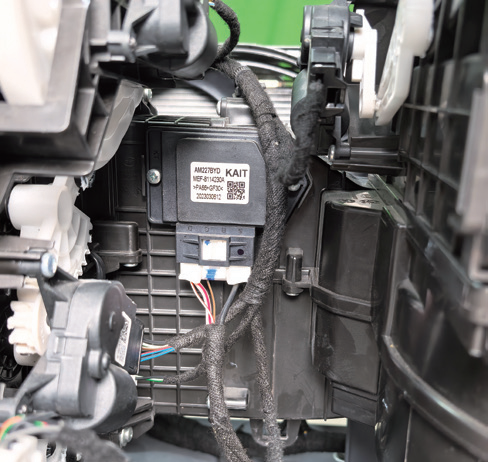 AM227BYD KAIT
MEF-8114230A
>PA66+GF30<
2023030612